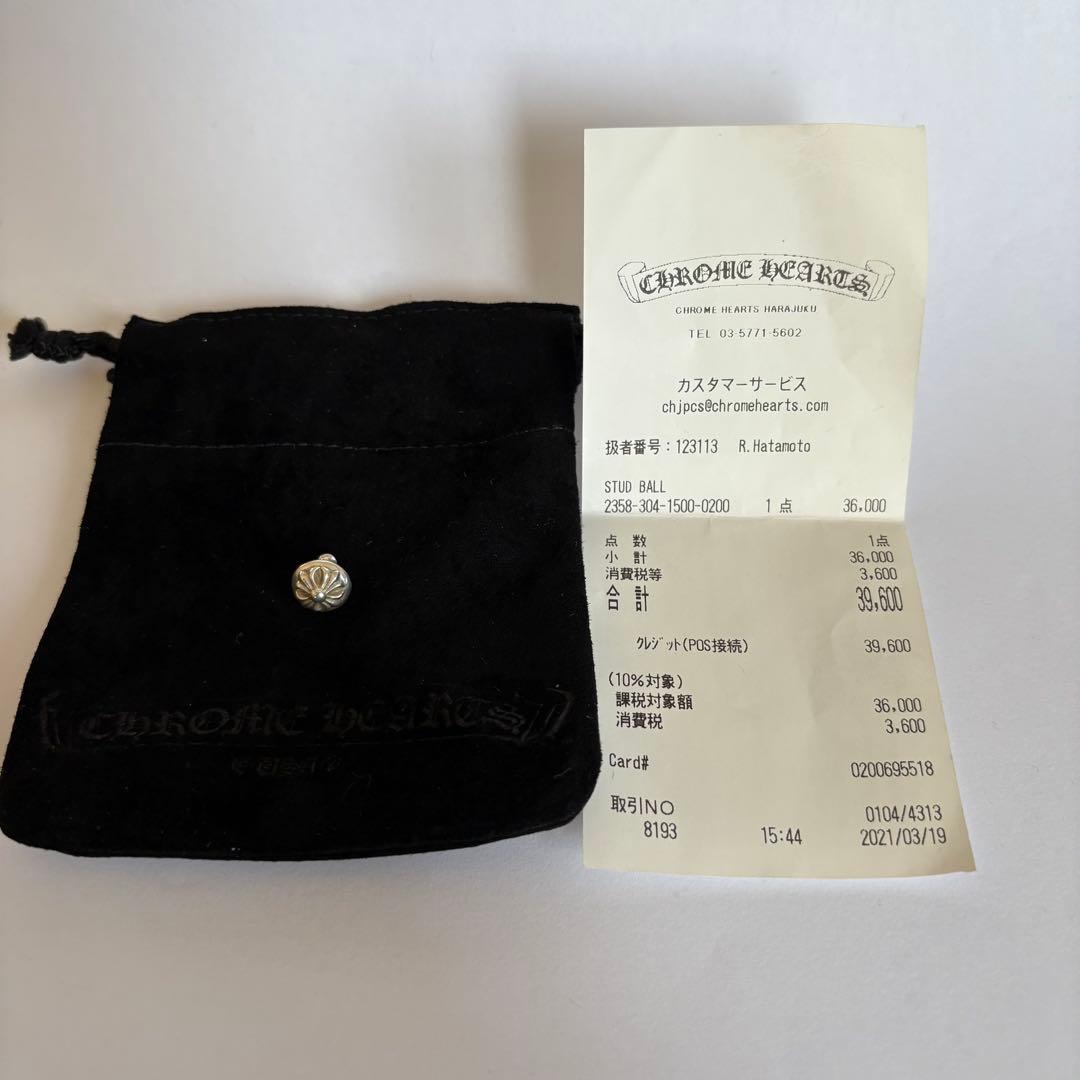 CHROME HEARTS
CHROME HEARTS
CHROME HEARTS HARAJUKU
TEL 03-5771-5602
カスタマーサービス
chjpcs@chromehearts.com
扱者番号：123113 R.Hatamoto
STUD BALL
2358-304-1500-0200 1 点 36,000
点 数 1点
小 計 36,000
消費税等 3,600
合 計 39,600
ｸﾚｼﾞｯﾄ(POS接続) 39,600
(10%対象)
課税対象額 36,000
消費税 3,600
Card# 0200695518
取引NO 0104/4313
8193 15:44 2021/03/19